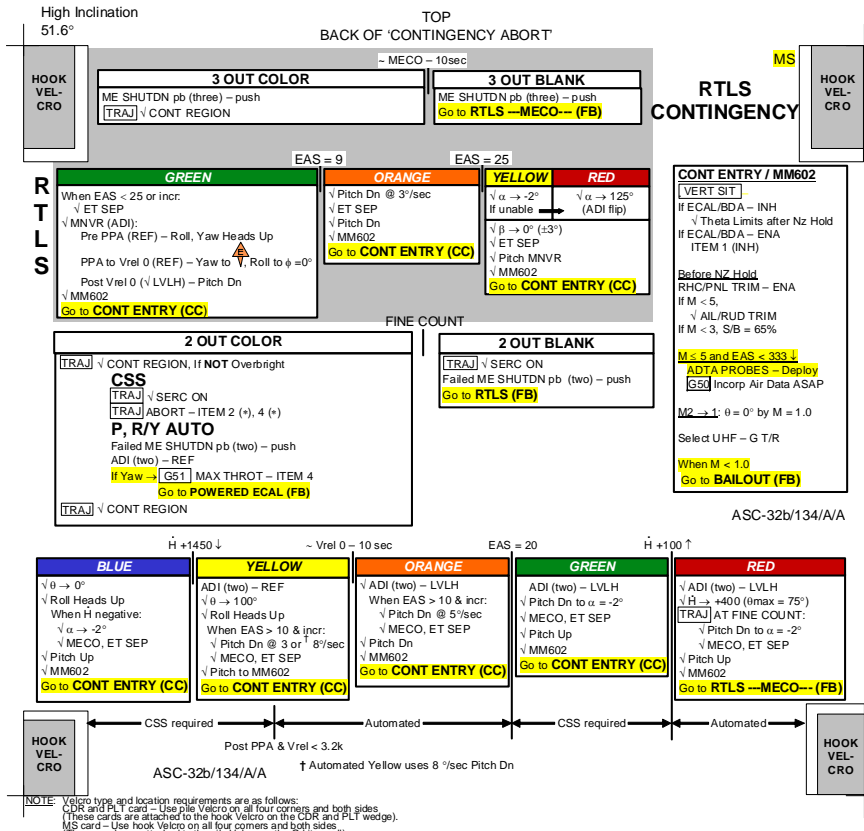 High Inclination
51.6°
TOP
BACK OF 'CONTINGENCY ABORT'
MS
HOOK
VEL-
CRO
HOOK
VEL-
CRO
~ MECO – 10sec
3 OUT COLOR
ME SHUTDN pb (three) – push
TRAJ √ CONT REGION
3 OUT BLANK
ME SHUTDN pb (three) – push
Go to RTLS ---MECO--- (FB)
RTLS
CONTINGENCY
R
T
L
S
EAS = 9
EAS = 25
GREEN
When EAS < 25 or incr:
√ ET SEP
√ MNVR (ADI):
Pre PPA (REF) – Roll, Yaw Heads Up
E
PPA to Vrel 0 (REF) – Yaw to , Roll to ϕ =0°
Post Vrel 0 (√ LVLH) – Pitch Dn
√ MM602
Go to CONT ENTRY (CC)
ORANGE
√ Pitch Dn @ 3°/sec
√ ET SEP
√ Pitch Dn
√ MM602
Go to CONT ENTRY (CC)
YELLOW
√ α → -2°
If unable
RED
√ α → 125°
(ADI flip)
√ β → 0° (±3°)
√ ET SEP
√ Pitch MNVR
√ MM602
Go to CONT ENTRY (CC)
CONT ENTRY / MM602
VERT SIT
If ECAL/BDA – INH
√ Theta Limits after Nz Hold
If ECAL/BDA – ENA
ITEM 1 (INH)
Before NZ Hold
RHC/PNL TRIM – ENA
If M < 5,
√ AIL/RUD TRIM
If M < 3, S/B = 65%
M ≤ 5 and EAS < 333 ↓
ADTA PROBES – Deploy
G50 Incorp Air Data ASAP
M2 → 1: θ = 0° by M = 1.0
Select UHF – G T/R
When M < 1.0
Go to BAILOUT (FB)
ASC-32b/134/A/A
FINE COUNT
2 OUT COLOR
TRAJ √ CONT REGION, If NOT Overbright
CSS
TRAJ √ SERC ON
TRAJ ABORT – ITEM 2 (*), 4 (*)
P, R/Y AUTO
Failed ME SHUTDN pb (two) – push
ADI (two) – REF
If Yaw → G51 MAX THROT – ITEM 4
Go to POWERED ECAL (FB)
TRAJ √ CONT REGION
2 OUT BLANK
TRAJ √ SERC ON
Failed ME SHUTDN pb (two) – push
Go to RTLS (FB)
Ḣ +1450 ↓
~ Vrel 0 – 10 sec
EAS = 20
Ḣ +100 ↑
BLUE
√ θ → 0°
√ Roll Heads Up
When Ḣ negative:
√ α → -2°
√ MECO, ET SEP
√ Pitch Up
√ MM602
Go to CONT ENTRY (CC)
YELLOW
ADI (two) – REF
√ θ → 100°
√ Roll Heads Up
When EAS > 10 & incr:
√ Pitch Dn @ 3 or † 8°/sec
√ MECO, ET SEP
√ Pitch to MM602
Go to CONT ENTRY (CC)
ORANGE
√ ADI (two) – LVLH
When EAS > 10 & incr:
√ Pitch Dn @ 5°/sec
√ MECO, ET SEP
√ Pitch Dn
√ MM602
Go to CONT ENTRY (CC)
GREEN
ADI (two) – LVLH
√ Pitch Dn to α = -2°
√ MECO, ET SEP
√ Pitch Up
√ MM602
Go to CONT ENTRY (CC)
RED
√ ADI (two) – LVLH
√ Ḣ → +400 (θmax = 75°)
TRAJ AT FINE COUNT:
√ Pitch Dn to α = -2°
√ MECO, ET SEP
√ Pitch Up
√ MM602
Go to RTLS ---MECO--- (FB)
CSS required
Automated
CSS required
Automated
HOOK
VEL-
CRO
HOOK
VEL-
CRO
Post PPA & Vrel < 3.2k
ASC-32b/134/A/A
† Automated Yellow uses 8 °/sec Pitch Dn
NOTE: Velcro type and location requirements are as follows:
CDR and PLT card – Use pile Velcro on all four corners and both sides
(These cards are attached to the hook Velcro on the CDR and PLT wedge).
MS card – Use hook Velcro on all four corners and both sides